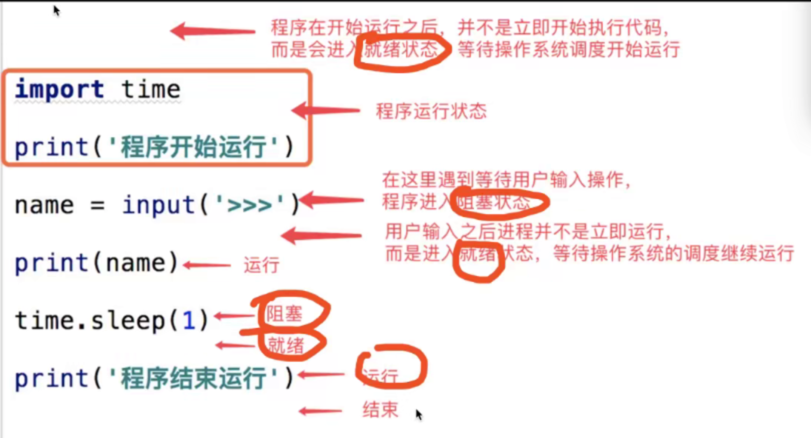 程序在开始运行之后，并不是立即开始执行代码，
而是会进入就绪状态，等待操作系统调度开始运行
import time
程序运行状态
print('程序开始运行')
在这里遇到等待用户输入操作，
name = input('>>>')
程序进入阻塞状态
用户输入之后进程并不是立即运行，
而是进入就绪状态，等待操作系统的调度继续运行
print(name)
运行
time.sleep(1)
阻塞
就绪
print('程序结束运行')
运行
结束